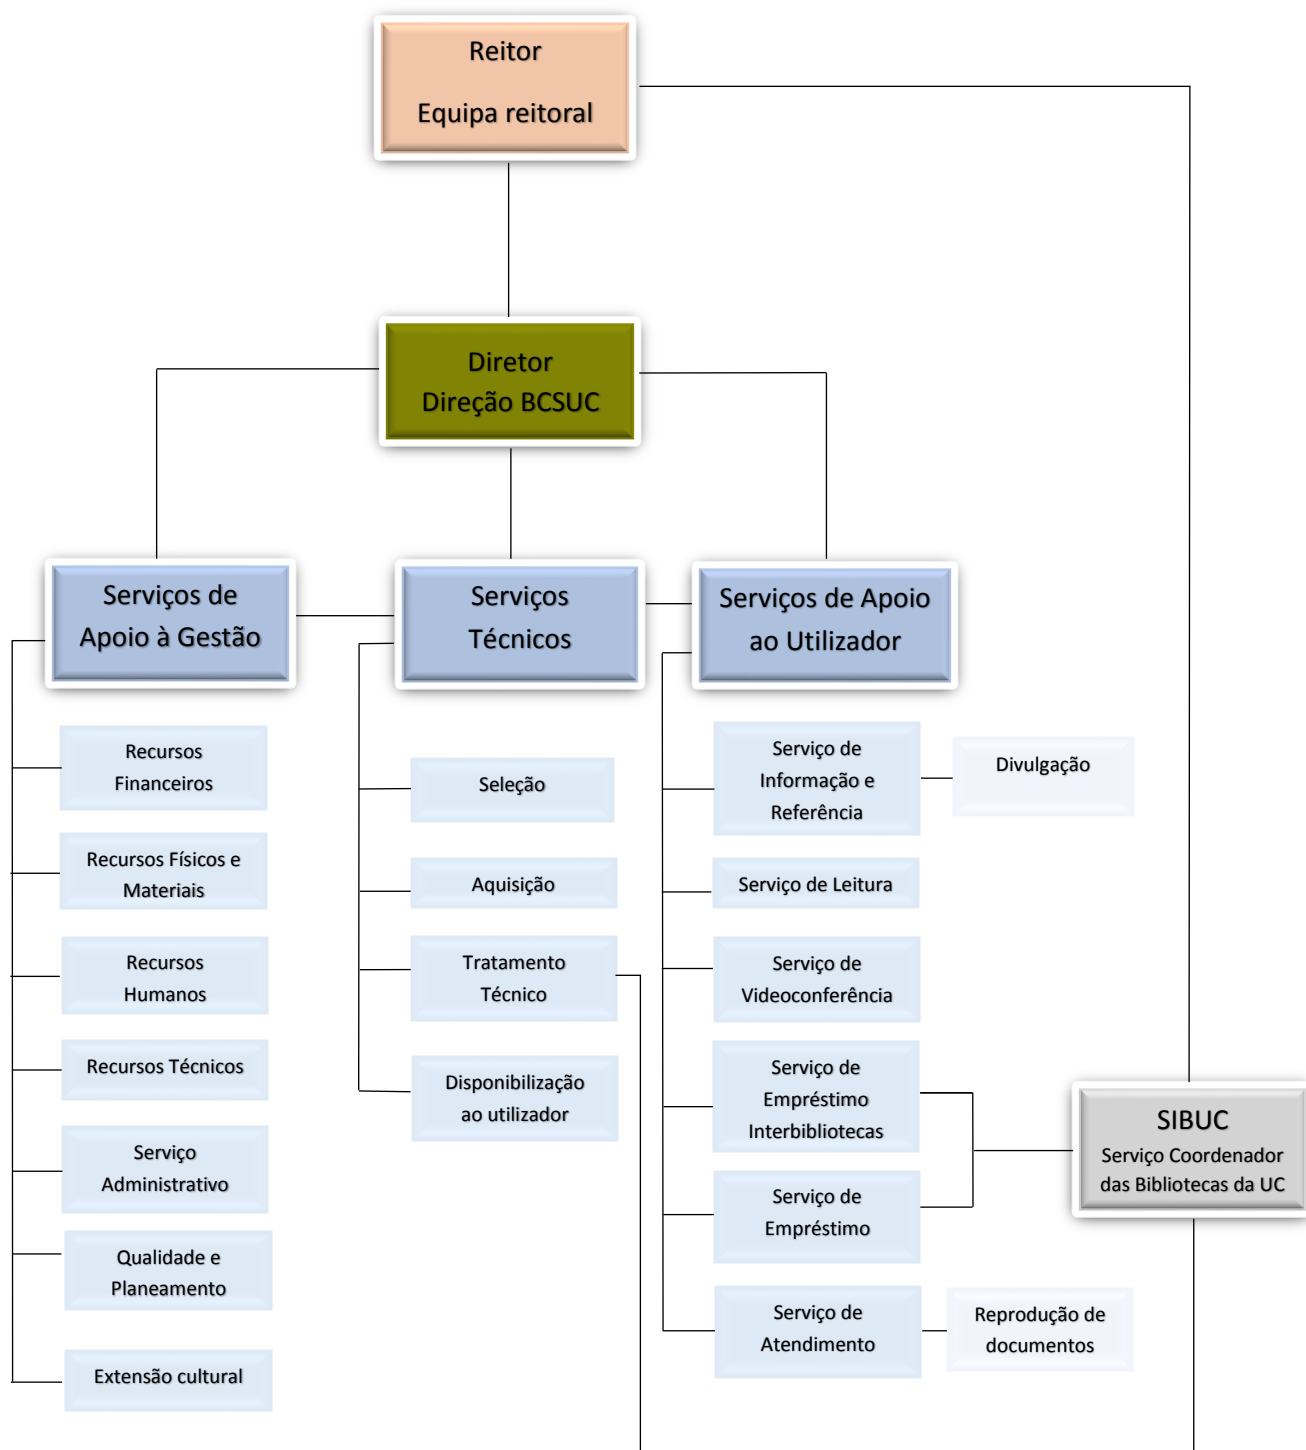 Reitor
Equipa reitoral
Diretor
Direção BCSUC
Serviços de
Apoio à Gestão
Serviços
Técnicos
Serviços de Apoio
ao Utilizador
Recursos
Financeiros
Recursos Físicos e
Materiais
Recursos
Humanos
Recursos Técnicos
Serviço
Administrativo
Qualidade e
Planeamento
Extensão cultural
Seleção
Aquisição
Tratamento
Técnico
Disponibilização
ao utilizador
Serviço de
Informação e
Referência
Divulgação
Serviço de Leitura
Serviço de
Videoconferência
Serviço de
Empréstimo
Interbibliotecas
Serviço de
Empréstimo
Serviço de
Atendimento
Reprodução de
documentos
SIBUC
Serviço Coordenador
das Bibliotecas da UC